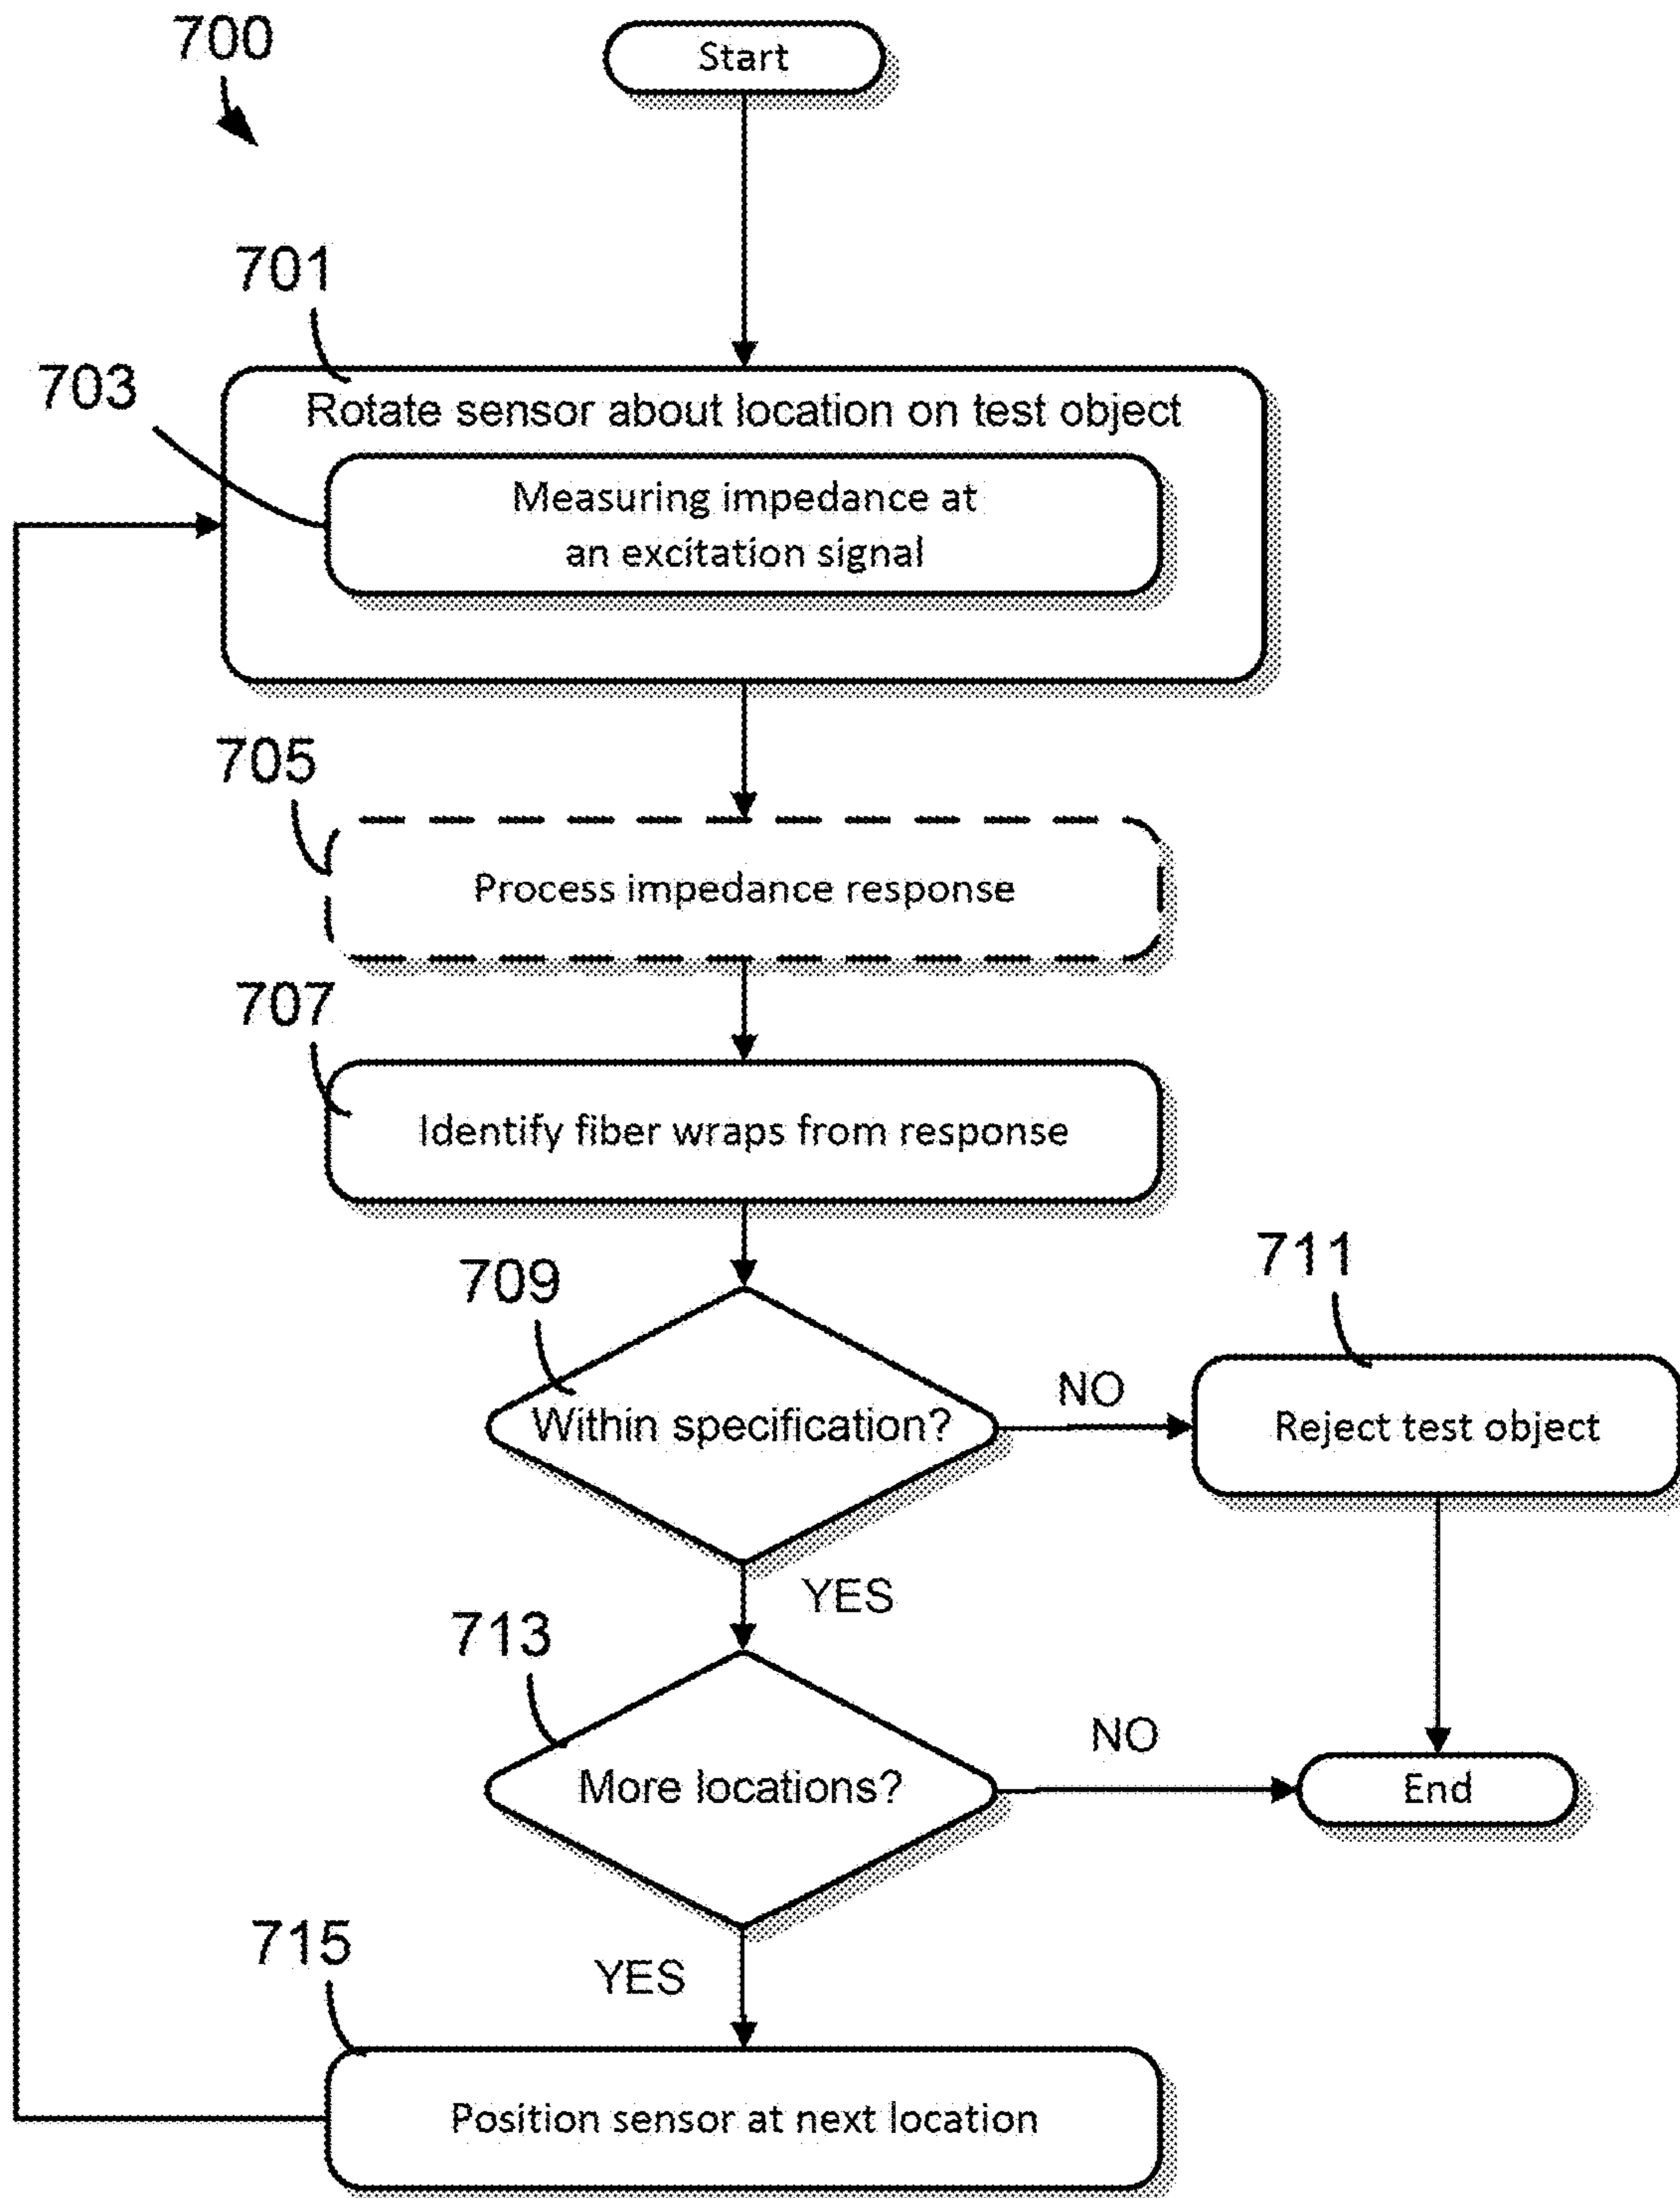 700
Start
701
703
Rotate sensor about location on test object
Measuring impedance at
an excitation signal
705
Process impedance response
707
Identify fiber wraps from response
709
711
Within specification?
NO
Reject test object
YES
713
More locations?
NO
End
715
YES
Position sensor at next location